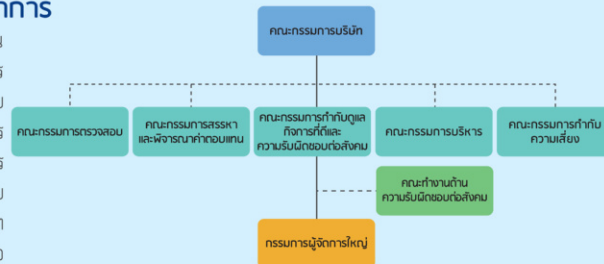 คณะกรรมการบริษัท
คณะกรรมการตรวจสอบ
คณะกรรมการสรรหา
และพิจารณาค่าตอบแทน
คณะกรรมการกำกับดูแล
กิจการที่ดีและ
ความรับผิดชอบต่อสังคม
คณะกรรมการบริหาร
คณะกรรมการกำกับ
ความเสี่ยง
คณะทำงานด้าน
ความรับผิดชอบต่อสังคม
กรรมการผู้จัดการใหญ่